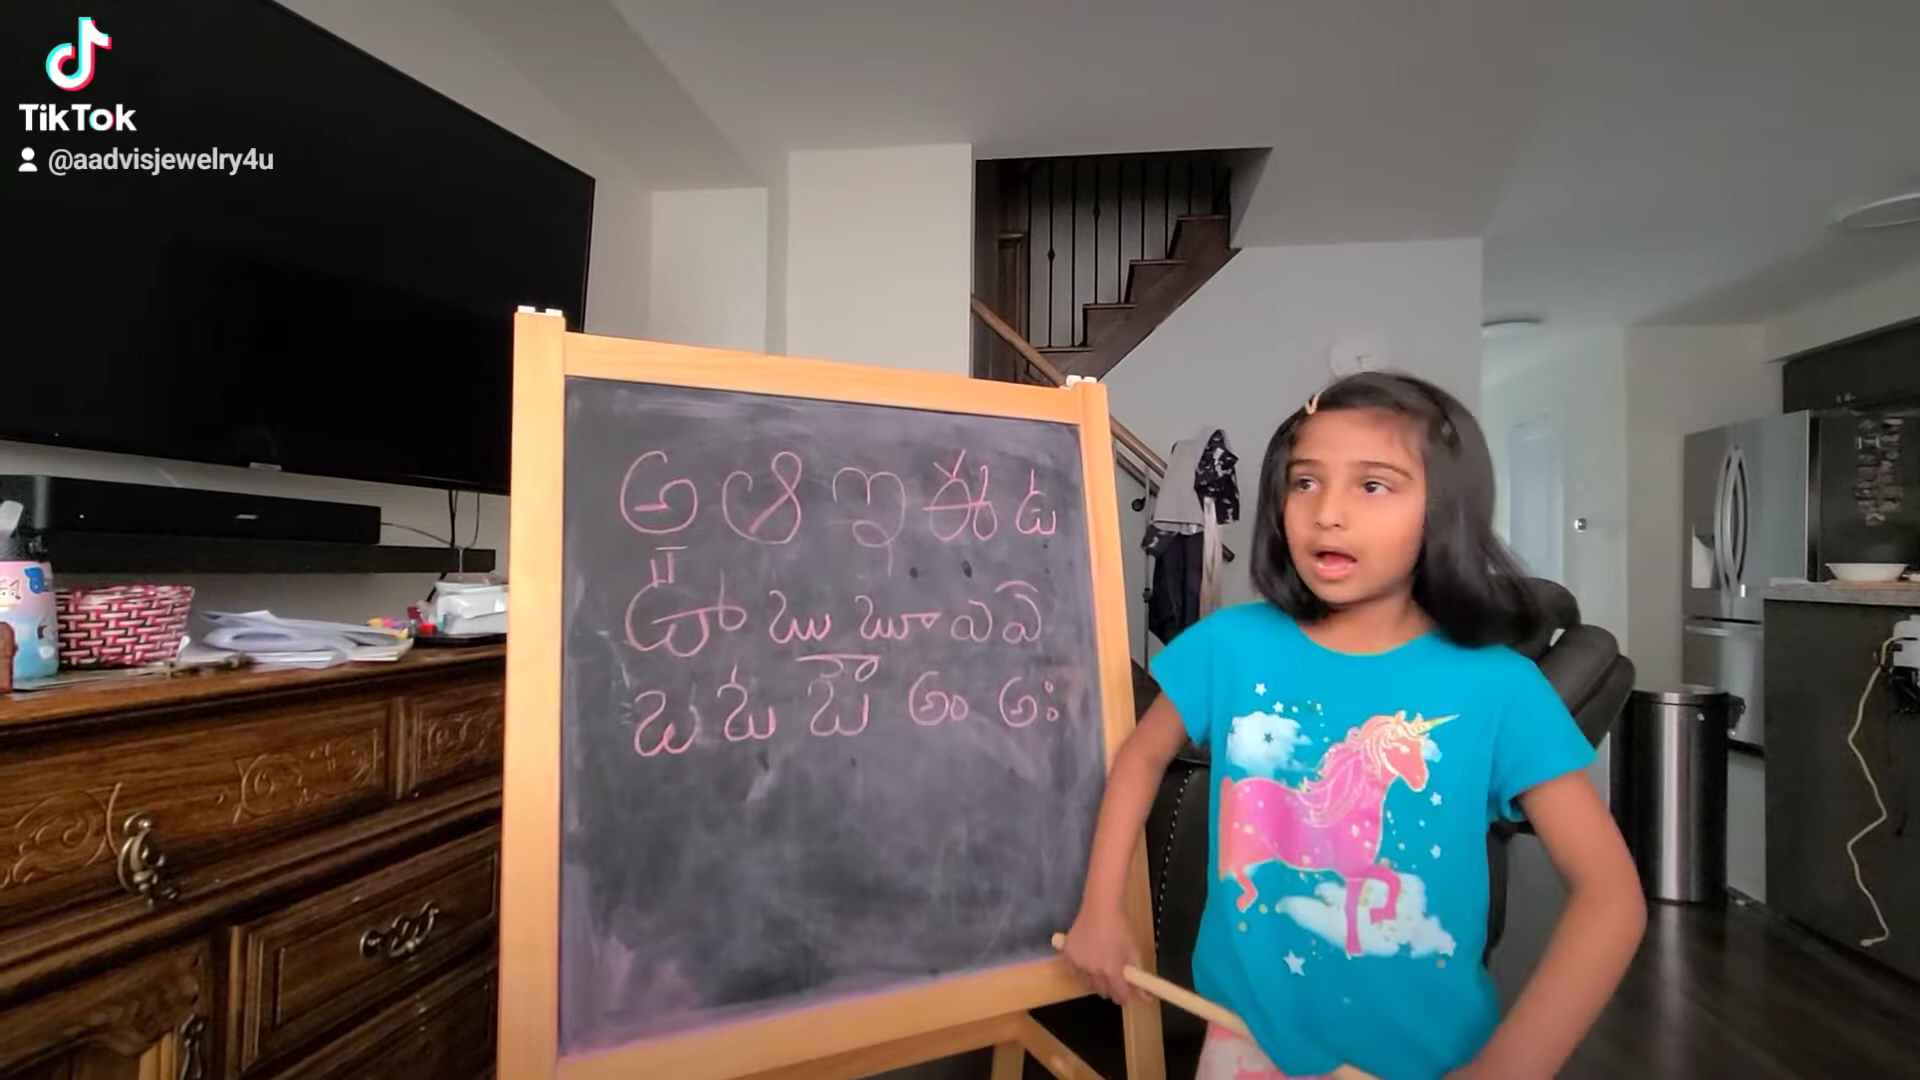 TikTok
@aadvisjewelry4u
అ ఆ ఇ ఈ ఉ
ఊ ఋ ౠ ఎ ఏ
ఒ ఓ ఔ అం అః